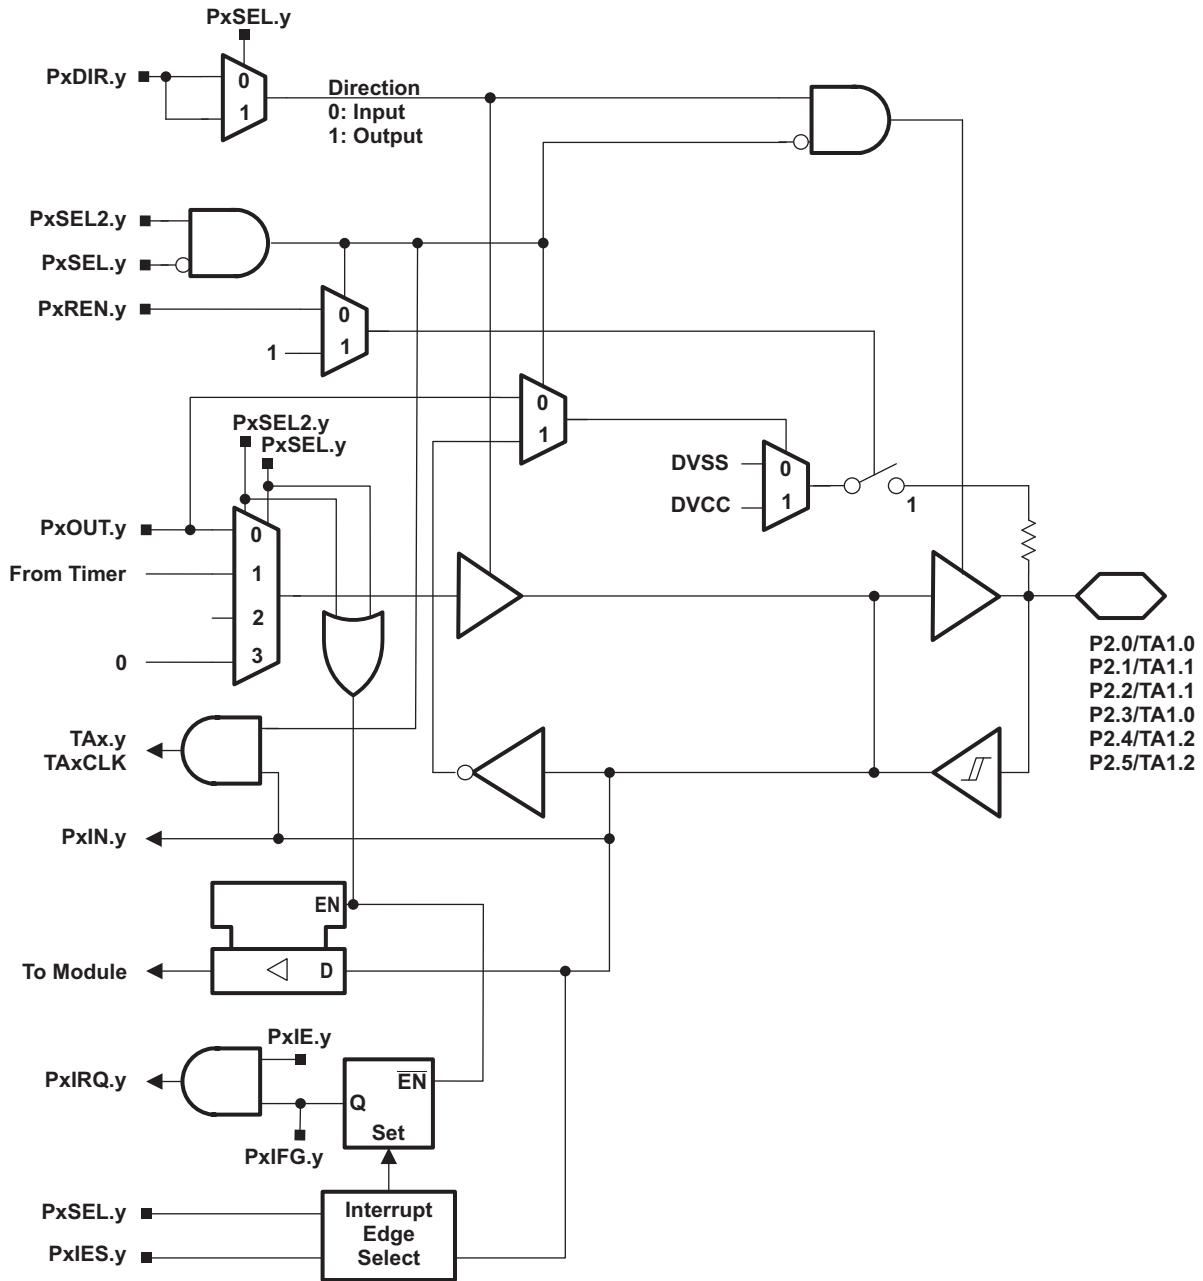 PxSEL.y
PxDIR.y
0
1
Direction
0: Input
1: Output
PxSEL2.y
PxSEL.y
PxREN.y
0
1
1
0
1
PxSEL2.y
PxSEL.y
DVSS
DVCC
0
1
1
PxOUT.y
From Timer
0
0
1
2
3
P2.0/TA1.0
P2.1/TA1.1
P2.2/TA1.1
P2.3/TA1.0
P2.4/TA1.2
P2.5/TA1.2
TAx.y
TAxCLK
PxIN.y
EN
To Module
D
PxIE.y
PxIRQ.y
EN
Q
Set
PxIFG.y
PxSEL.y
PxIES.y
Interrupt
Edge
Select